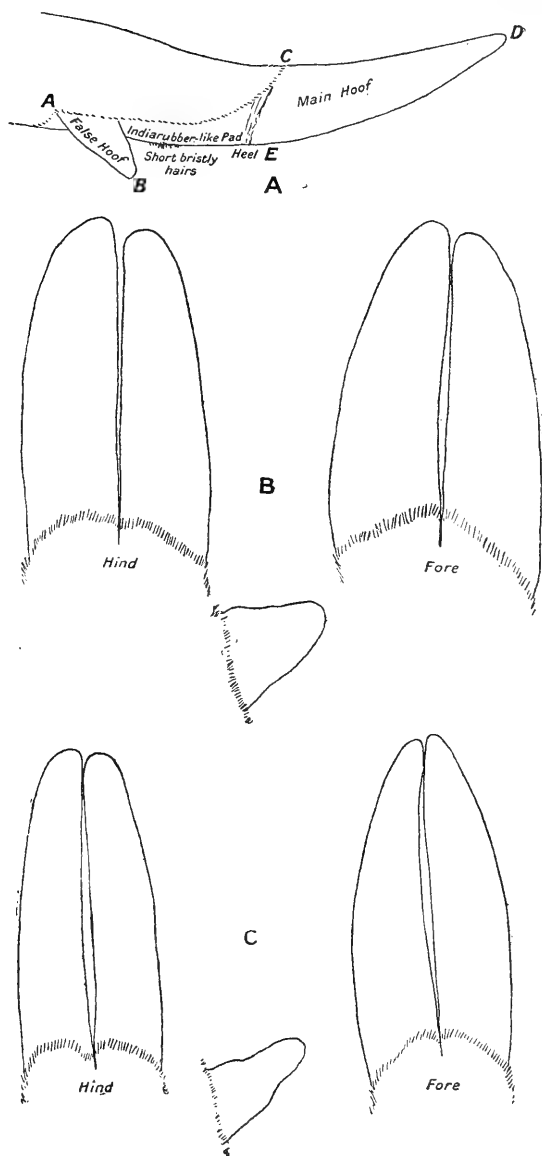 D
C
Main Hoof
A
False Hoof
Indiarubber-like Pad
Short bristly
hairs
Heel E
B
A
B
Hind
Fore
C
Hind
Fore